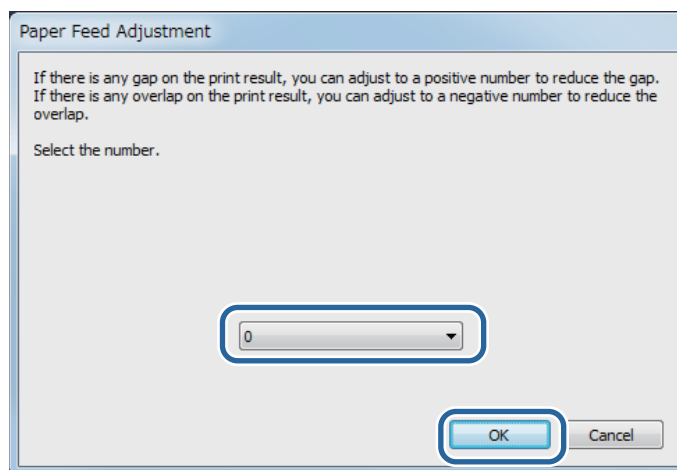 Paper Feed Adjustment
If there is any gap on the print result, you can adjust to a positive number to reduce the gap.
If there is any overlap on the print result, you can adjust to a negative number to reduce the
overlap.
Select the number.
0
OK
Cancel